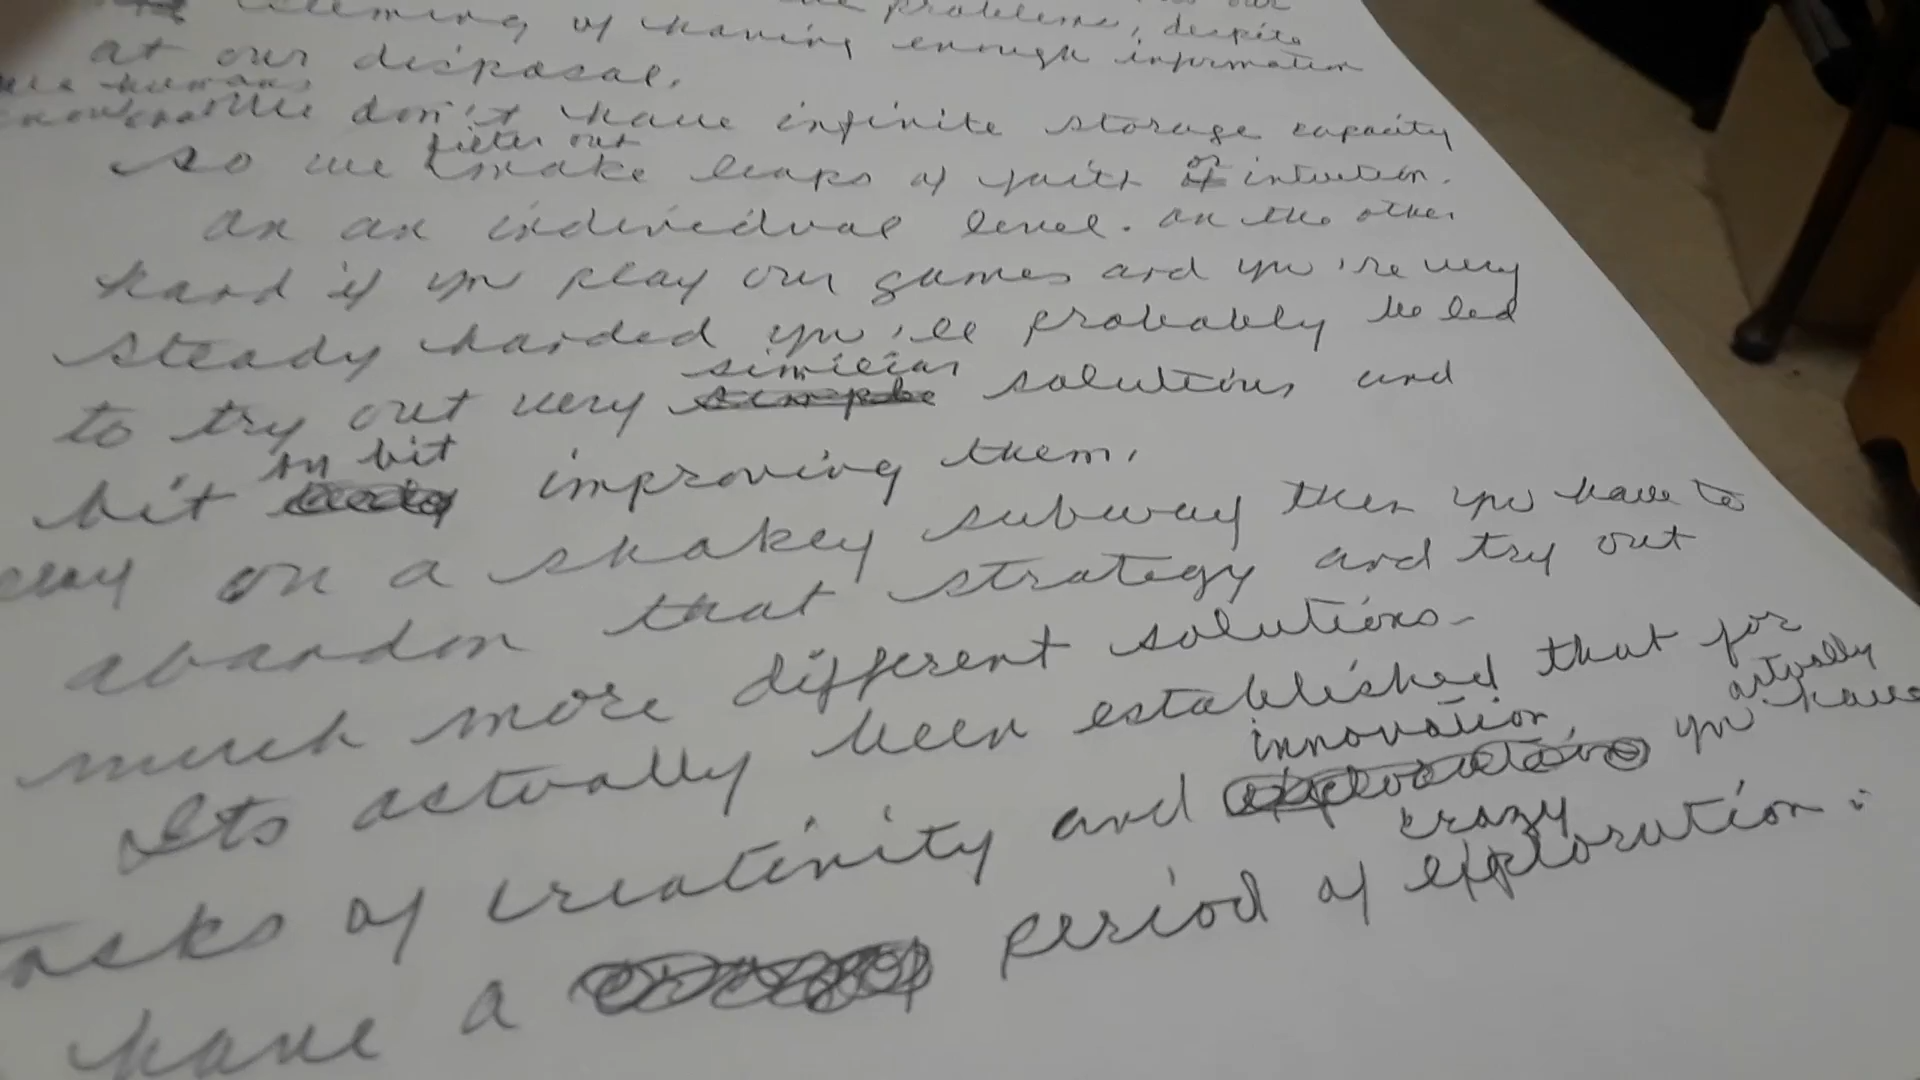 of having enough information
problems, despite
at our disposal.
humans
We don't have infinite storage capacity
filter out
so we make leaps of faith or intuition.
On an individual level. On the other
hand if you play our games and you're very
steady handed you'll probably be led
to try out very similar solutions and
bit by bit improving them.
on a shakey subway then you have to
abandon that strategy and try out
much more different solutions.
Its actually been established that for
tasks of creativity and innovation, you actually have
have a period of crazy exploration